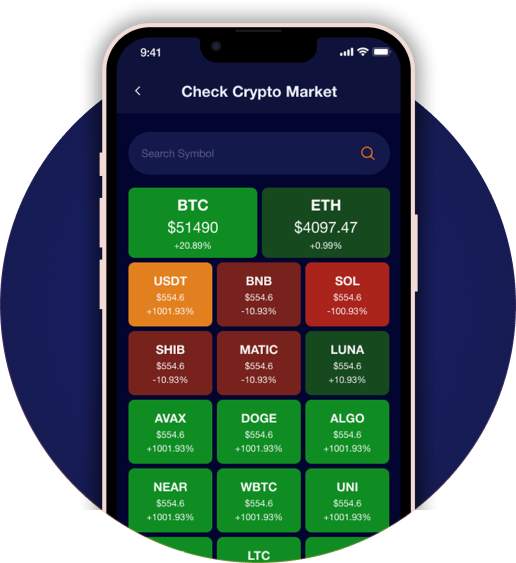 9:41
Check Crypto Market
Search Symbol
BTC ETH
$51490 $4097.47
+20.89% +0.99%
USDT BNB SOL
$554.6 $554.6 $554.6
+1001.93% -10.93% -100.93%
SHIB MATIC LUNA
$554.6 $554.6 $554.6
-10.93% -10.93% +10.93%
AVAX DOGE ALGO
$554.6 $554.6 $554.6
+1001.93% +1001.93% +1001.93%
NEAR WBTC UNI
$554.6 $554.6 $554.6
+1001.93% +1001.93% +1001.93%
LTC